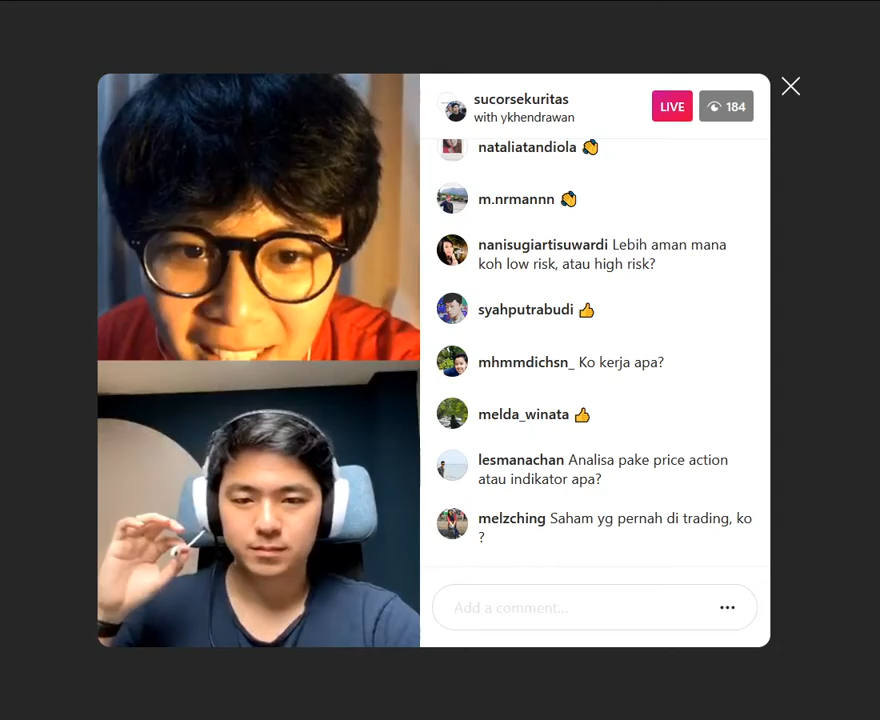 sucorsekuritas
with ykhendrawan
LIVE
184
nataliatandiola 👏
m.nrmannn 👏
nanisugiartisuwardi Lebih aman mana
koh low risk, atau high risk?
syahputrabudi 👍
mhmmdichsn_ Ko kerja apa?
melda_winata 👍
lesmanachan Analisa pake price action
atau indikator apa?
melzching Saham yg pernah di trading, ko
?
Add a comment...